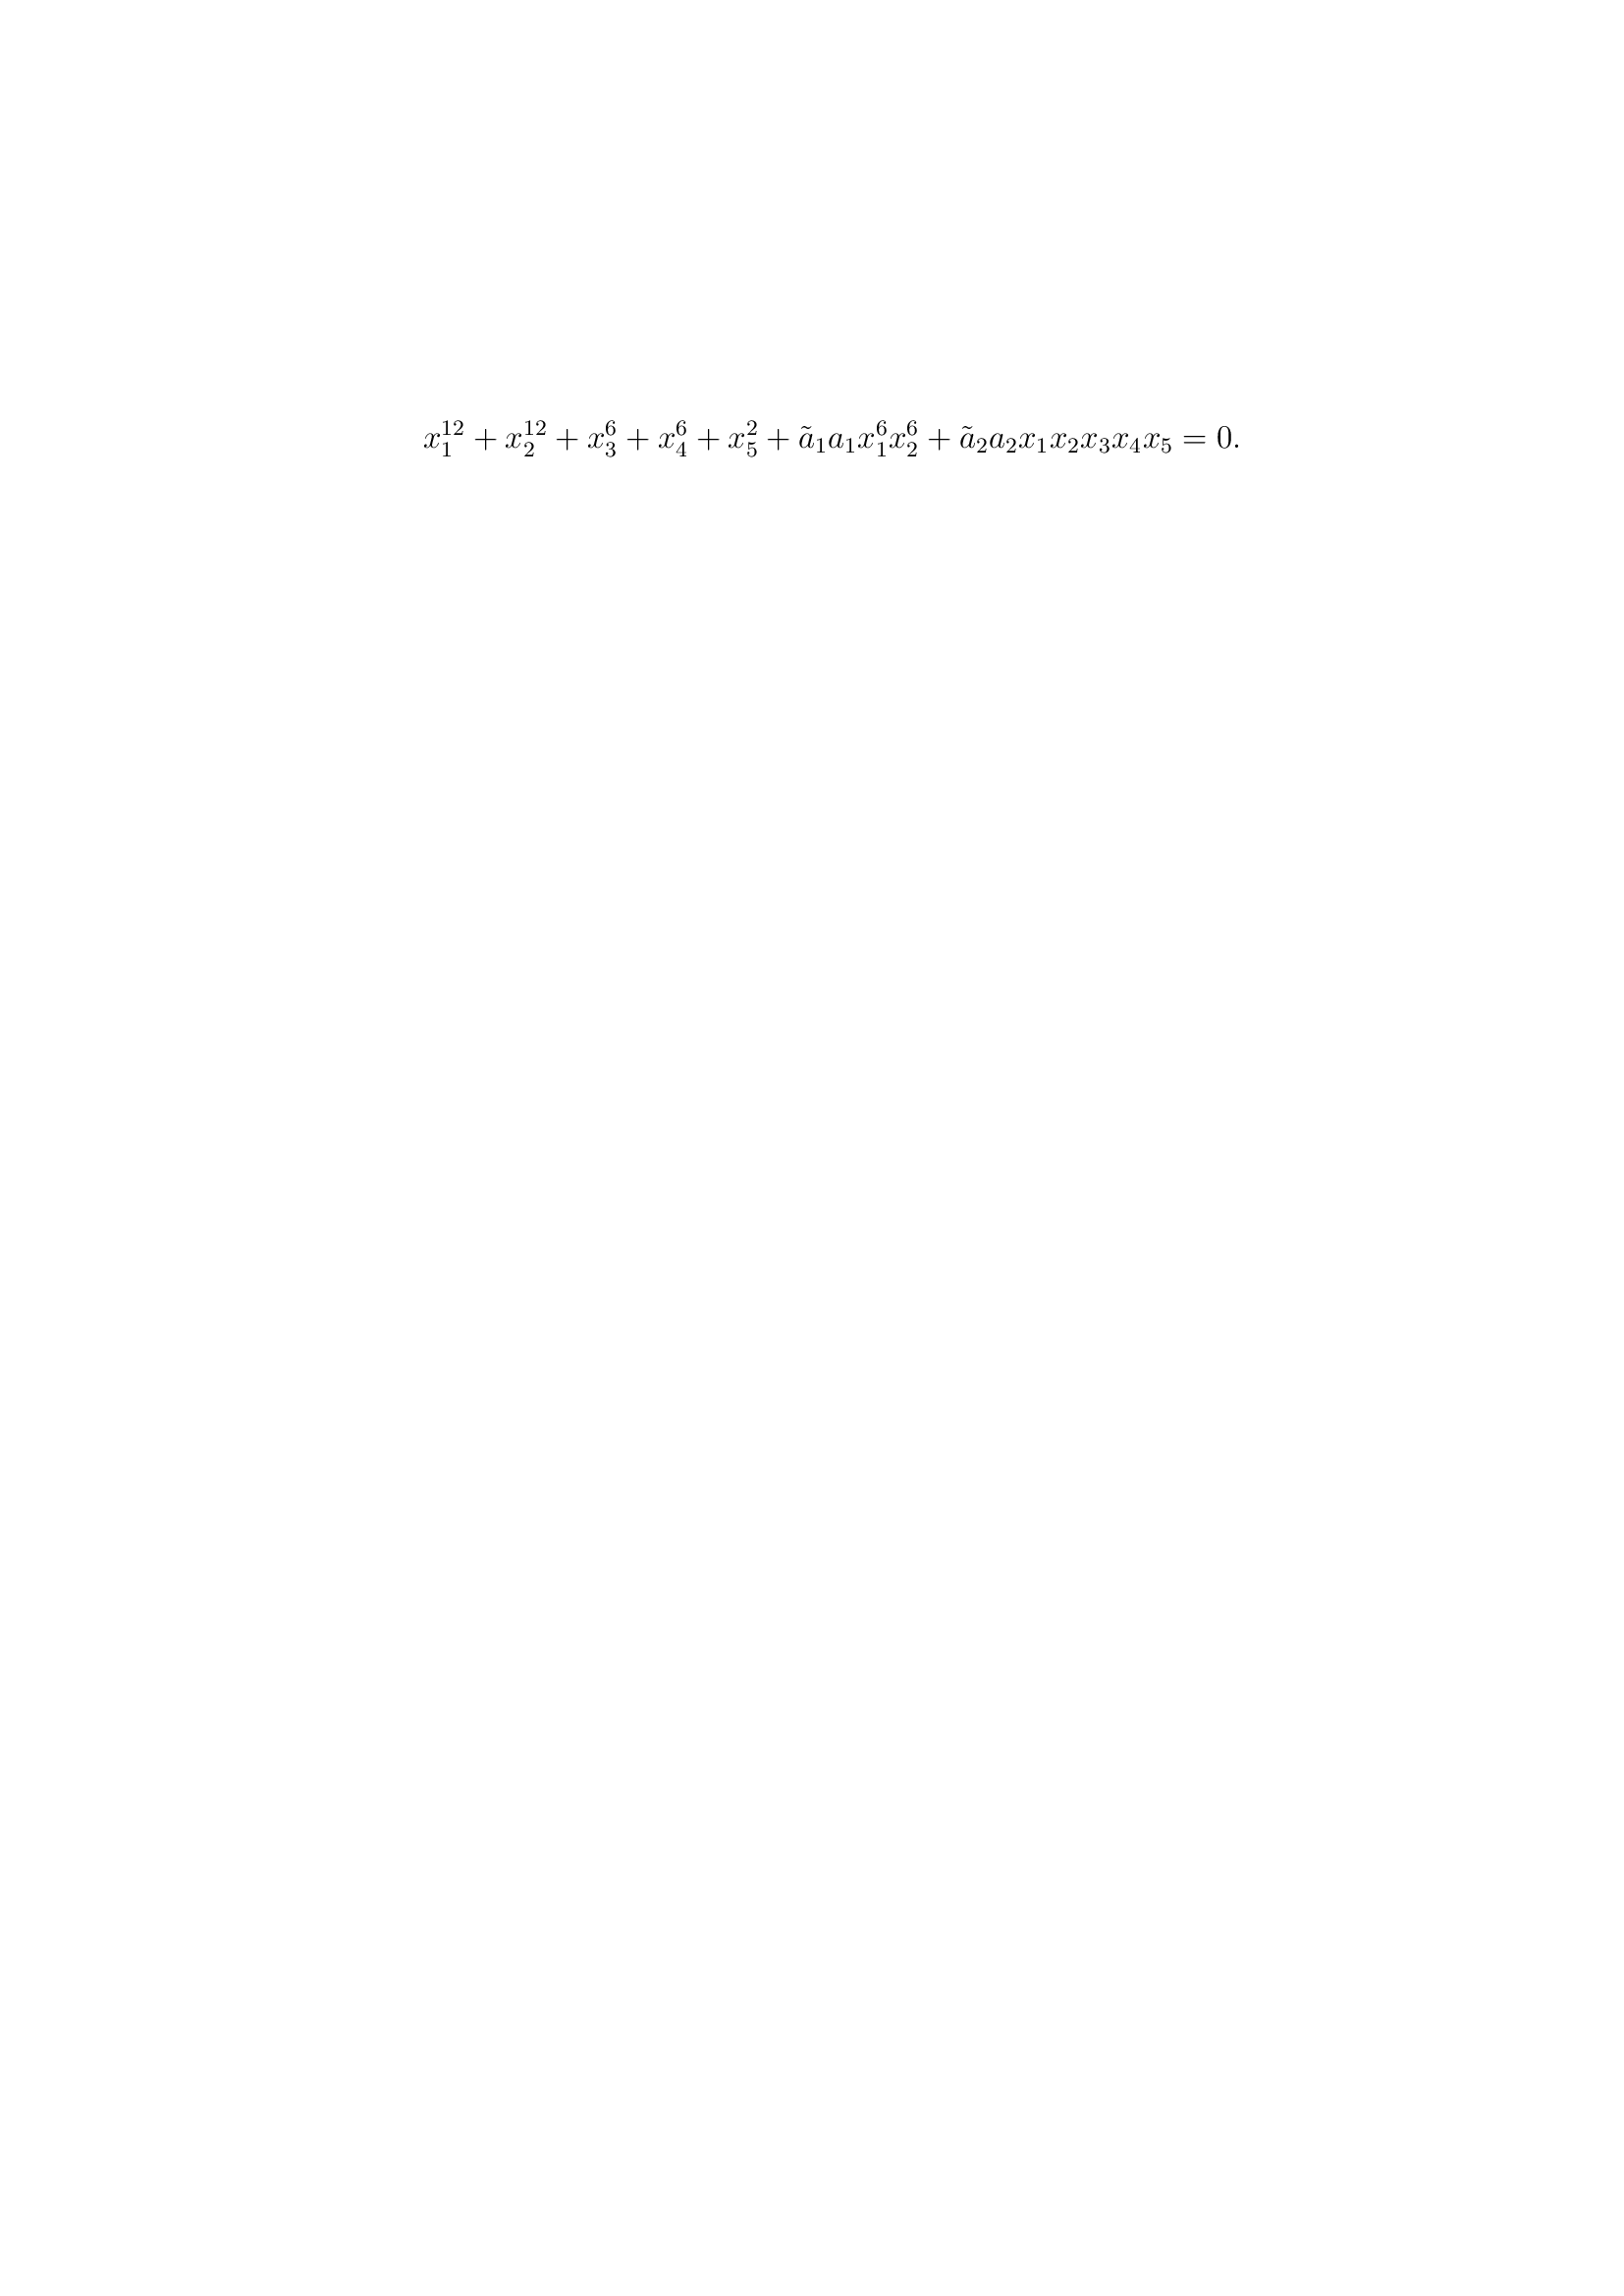 $x_1^{12} + x_2^{12} + x_3^6 + x_4^6 + x_5^2 + \tilde{a}_1 a_1 x_1^6 x_2^6 + \tilde{a}_2 a_2 x_1 x_2 x_3 x_4 x_5 = 0.$